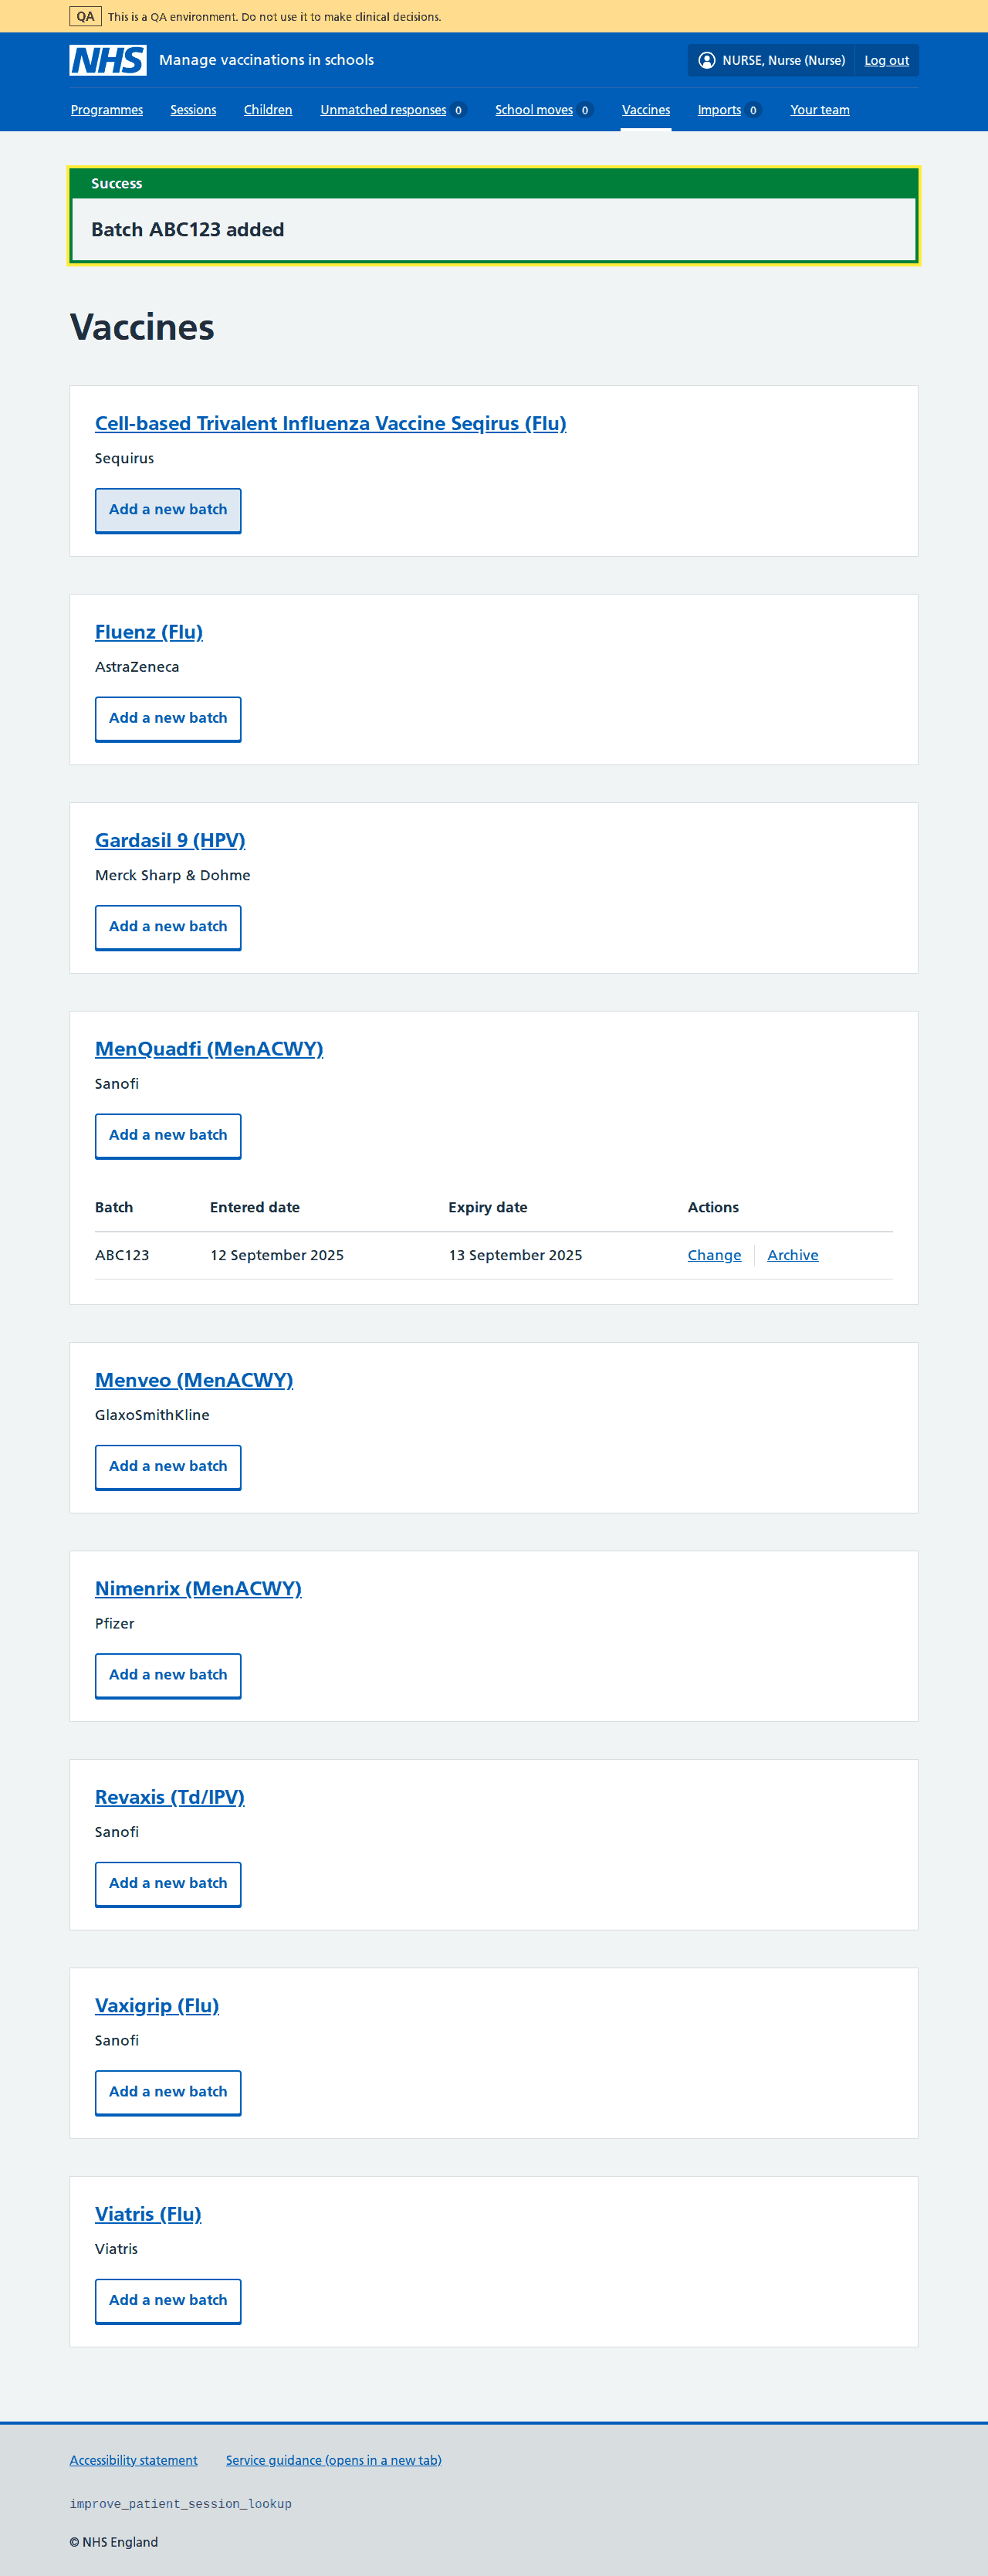 QA This is a QA environment. Do not use it to make clinical decisions.
NHS Manage vaccinations in schools NURSE, Nurse (Nurse) Log out
Programmes Sessions Children Unmatched responses 0 School moves 0 Vaccines Imports 0 Your team
Success
Batch ABC123 added
Vaccines
Cell-based Trivalent Influenza Vaccine Seqirus (Flu)
Sequirus
Add a new batch
Fluenz (Flu)
AstraZeneca
Add a new batch
Gardasil 9 (HPV)
Merck Sharp & Dohme
Add a new batch
MenQuadfi (MenACWY)
Sanofi
Add a new batch
Batch Entered date Expiry date Actions
ABC123 12 September 2025 13 September 2025 Change Archive
Menveo (MenACWY)
GlaxoSmithKline
Add a new batch
Nimenrix (MenACWY)
Pfizer
Add a new batch
Revaxis (Td/IPV)
Sanofi
Add a new batch
Vaxigrip (Flu)
Sanofi
Add a new batch
Viatris (Flu)
Viatris
Add a new batch
Accessibility statement Service guidance (opens in a new tab)
improve_patient_session_lookup
© NHS England